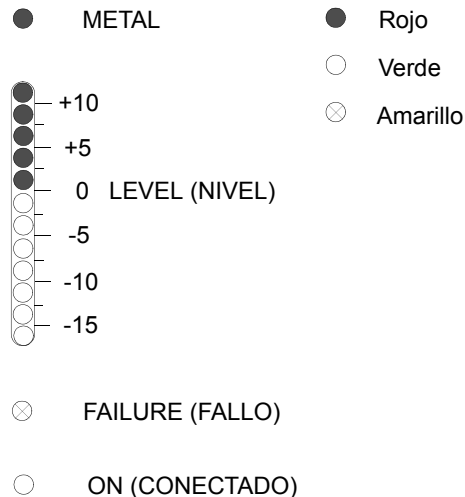 METAL
Rojo
Verde
Amarillo
+10
+5
0 LEVEL (NIVEL)
-5
-10
-15
FAILURE (FALLO)
ON (CONECTADO)